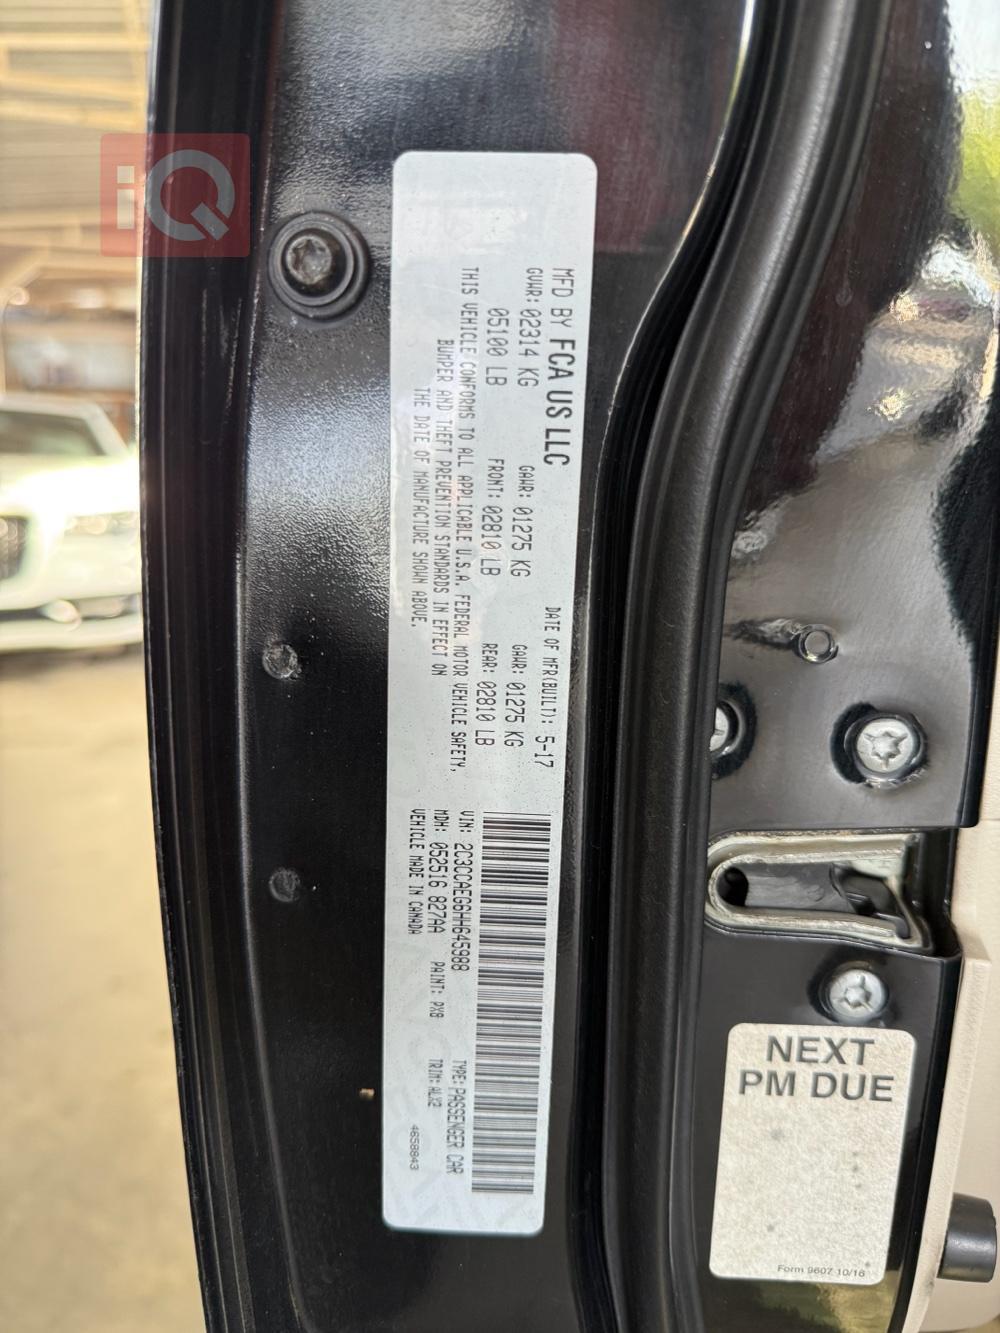 iQ
MFD BY FCA US LLC
DATE OF MFR(BUILT): 5-17
GVWR: 02314 KG
GAWR: 01275 KG
GAWR: 01275 KG
05100 LB
FRONT: 02810 LB
REAR: 02810 LB
THIS VEHICLE CONFORMS TO ALL APPLICABLE U.S.A. FEDERAL MOTOR VEHICLE SAFETY,
BUMPER AND THEFT PREVENTION STANDARDS IN EFFECT ON
THE DATE OF MANUFACTURE SHOWN ABOVE.
VIN: 2C3CCAEG6HH645988
TYPE: PASSENGER CAR
MDH: 052516 827AA
PAINT: PX8
TRIM: ALX2
VEHICLE MADE IN CANADA
4658843
NEXT
PM DUE
Form 9607 10/16